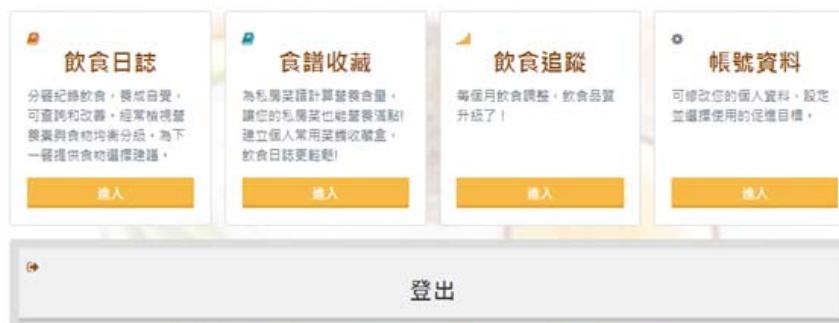 飲食日誌
分餐紀錄飲食，養成自覺，
可查詢和改善，經常檢視營
養素與食物均衡分級，為下
一餐提供食物選擇建議。
進入
食譜收藏
為私房菜譜計算營養含量，
讓您的私房菜也能營養滿點!
建立個人常用菜餚收藏盒，
飲食日誌更輕鬆!
進入
飲食追蹤
每個月飲食調整，飲食品質
升級了！
進入
帳號資料
可修改您的個人資料，設定
並選擇使用的促進目標。
進入
登出